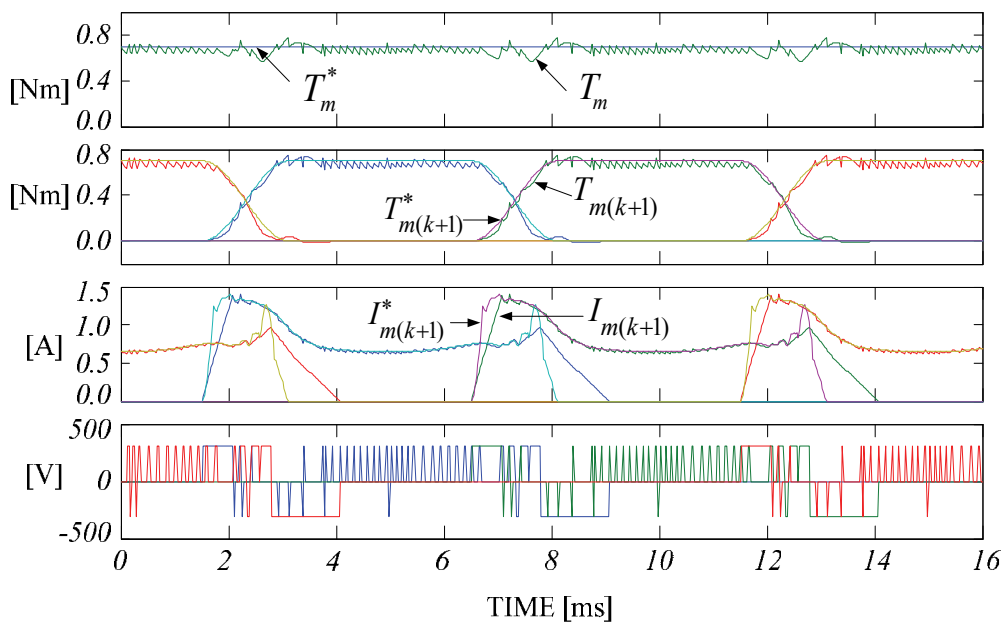 0.8
0.4
[Nm]
0.0
T*m
Tm
0.8
[Nm]
0.4
0.0
T*m(k+1)
Tm(k+1)
1.5
1.0
[A]
0.5
0.0
I*m(k+1)
Im(k+1)
500
[V]
0
-500
0 2 4 6 8 10 12 14 16
TIME [ms]